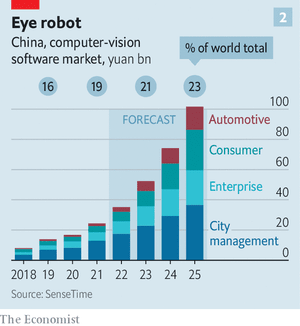 Eye robot
2
China, computer-vision
software market, yuan bn
% of world total
16
19
21
23
FORECAST
100
Automotive
80
Consumer
60
Enterprise
40
City
management
20
0
2018 19 20 21 22 23 24 25
Source: SenseTime
The Economist